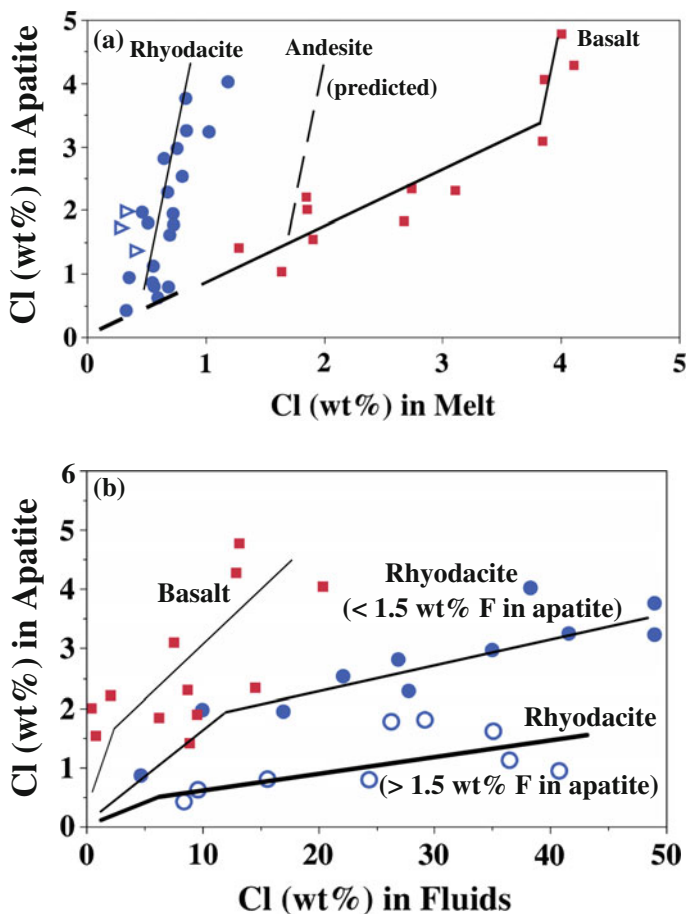 (a)
Rhyodacite
Andesite
(predicted)
Basalt
Cl (wt%) in Apatite
5
4
3
2
1
0
0 1 2 3 4 5
Cl (wt%) in Melt
(b)
Basalt
Rhyodacite
(< 1.5 wt% F in apatite)
Rhyodacite
(> 1.5 wt% F in apatite)
Cl (wt%) in Apatite
6
5
4
3
2
1
0
0 10 20 30 40 50
Cl (wt%) in Fluids